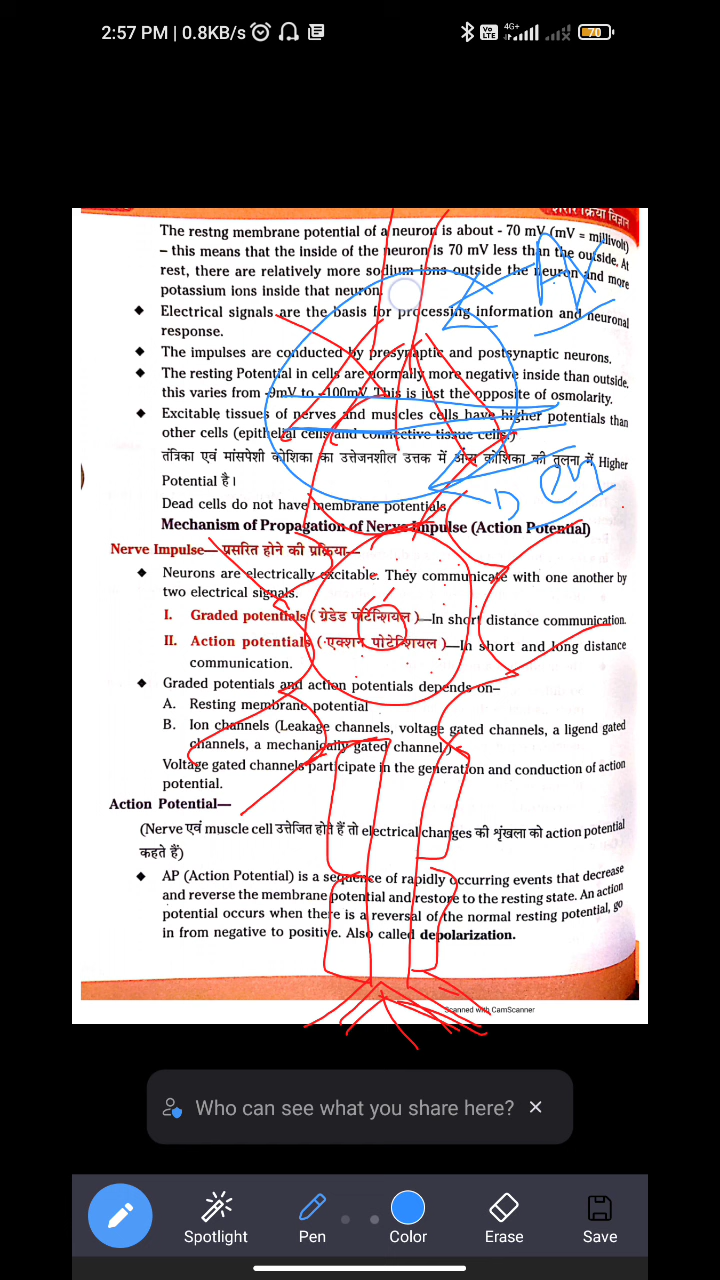 2:57 PM | 0.8KB/s
Vo LTE 4G+ 70
शरीर क्रिया विज्ञान
The restng membrane potential of a neuron is about - 70 mV (mV = millivolt)
– this means that the inside of the neuron is 70 mV less than the outside. At
rest, there are relatively more sodium ions outside the neuron and more
potassium ions inside that neuron.
◆ Electrical signals are the basis for processing information and neuronal
response.
◆ The impulses are conducted by presynaptic and postsynaptic neurons.
◆ The resting Potential in cells are normally more negative inside than outside.
this varies from -9mV to -100mV. This is just the opposite of osmolarity.
◆ Excitable tissues of nerves and muscles cells have higher potentials than
other cells (epithelial cells and connective tissue cells.)
तंत्रिका एवं मांसपेशी कोशिका का उत्तेजनशील उत्तक में अन्य कोशिका की तुलना में Higher
Potential है।
Dead cells do not have membrane potentials.
Mechanism of Propagation of Nerve Impulse (Action Potential)
Nerve Impulse— प्रसरित होने की प्रक्रिया—
◆ Neurons are electrically excitable. They communicate with one another by
two electrical signals.
I. Graded potentials ( ग्रेडेड पोटेन्शियल )—In short distance communication.
II. Action potentials ( एक्शन पोटेन्शियल )—In short and long distance
communication.
◆ Graded potentials and action potentials depends on–
A. Resting membrane potential
B. Ion channels (Leakage channels, voltage gated channels, a ligend gated
channels, a mechanically gated channel)
Voltage gated channels participate in the generation and conduction of action
potential.
Action Potential—
(Nerve एवं muscle cell उत्तेजित होते हैं तो electrical changes की शृंखला को action potential
कहते हैं)
◆ AP (Action Potential) is a sequence of rapidly occurring events that decrease
and reverse the membrane potential and restore to the resting state. An action
potential occurs when there is a reversal of the normal resting potential, go
in from negative to positive. Also called depolarization.
Scanned with CamScanner
Who can see what you share here? ×
Spotlight Pen Color Erase Save